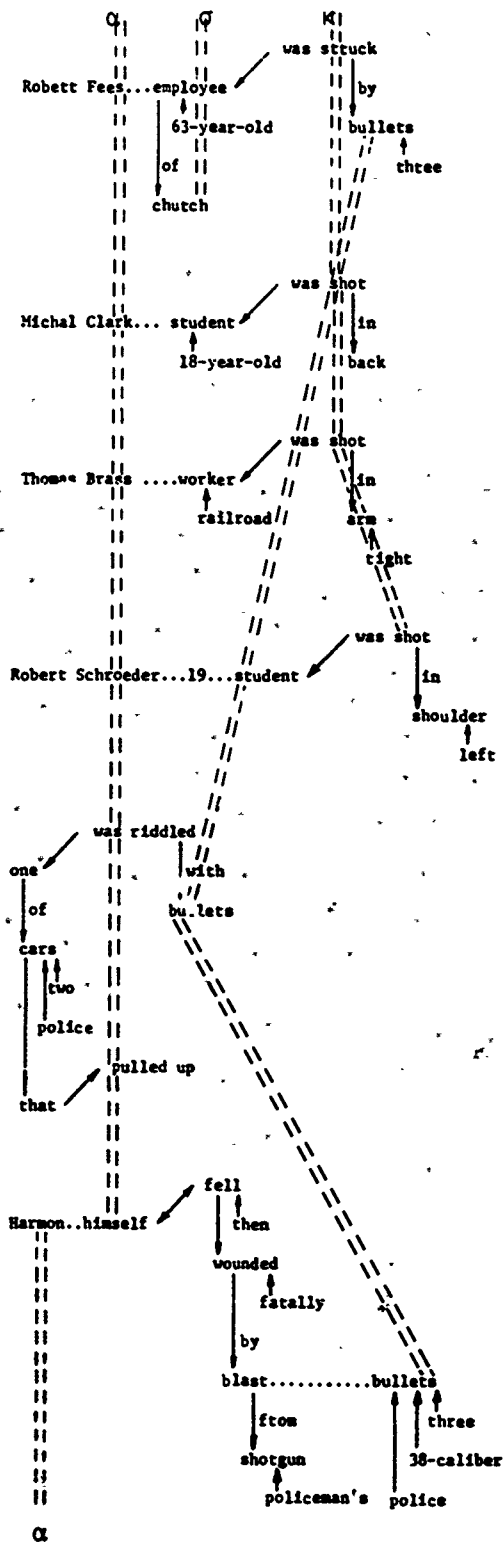 α σ K
was struck
Robett Fees...employee
by
63-year-old
bullets
of
three
chutch
was shot
Michal Clark... student
in
18-year-old
back
was shot
Thomas Brass ....worker
in
railroad
arm
tight
was shot
Robert Schroeder...19...student
in
shoulder
left
was riddled
one
with
of
bu.lets
cars
two
police
pulled up
that
fell
Harmon..himself
then
wounded
fatally
by
blast..........bullets
ftom
three
shotgun
38-caliber
policeman's police
α